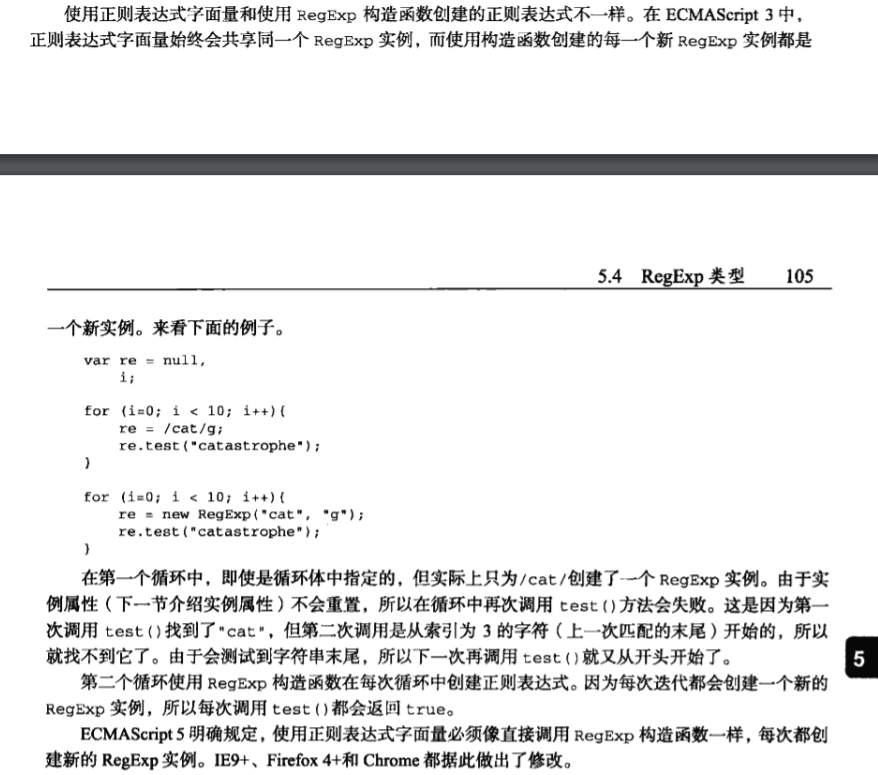 使用正则表达式字面量和使用 RegExp 构造函数创建的正则表达式不一样。在 ECMAScript 3 中，
正则表达式字面量始终会共享同一个 RegExp 实例，而使用构造函数创建的每一个新 RegExp 实例都是
5.4 RegExp 类型 105
一个新实例。来看下面的例子。
var re = null,
    i;
for (i=0; i < 10; i++){
    re = /cat/g;
    re.test("catastrophe");
}
for (i=0; i < 10; i++){
    re = new RegExp("cat", "g");
    re.test("catastrophe");
}
在第一个循环中，即使是循环体中指定的，但实际上只为/cat/创建了一个 RegExp 实例。由于实
例属性（下一节介绍实例属性）不会重置，所以在循环中再次调用 test()方法会失败。这是因为第一
次调用 test()找到了"cat"，但第二次调用是从索引为 3 的字符（上一次匹配的末尾）开始的，所以
就找不到它了。由于会测试到字符串末尾，所以下一次再调用 test()就又从开头开始了。
5
第二个循环使用 RegExp 构造函数在每次循环中创建正则表达式。因为每次迭代都会创建一个新的
RegExp 实例，所以每次调用 test()都会返回 true。
ECMAScript 5 明确规定，使用正则表达式字面量必须像直接调用 RegExp 构造函数一样，每次都创
建新的 RegExp 实例。IE9+、Firefox 4+和 Chrome 都据此做出了修改。